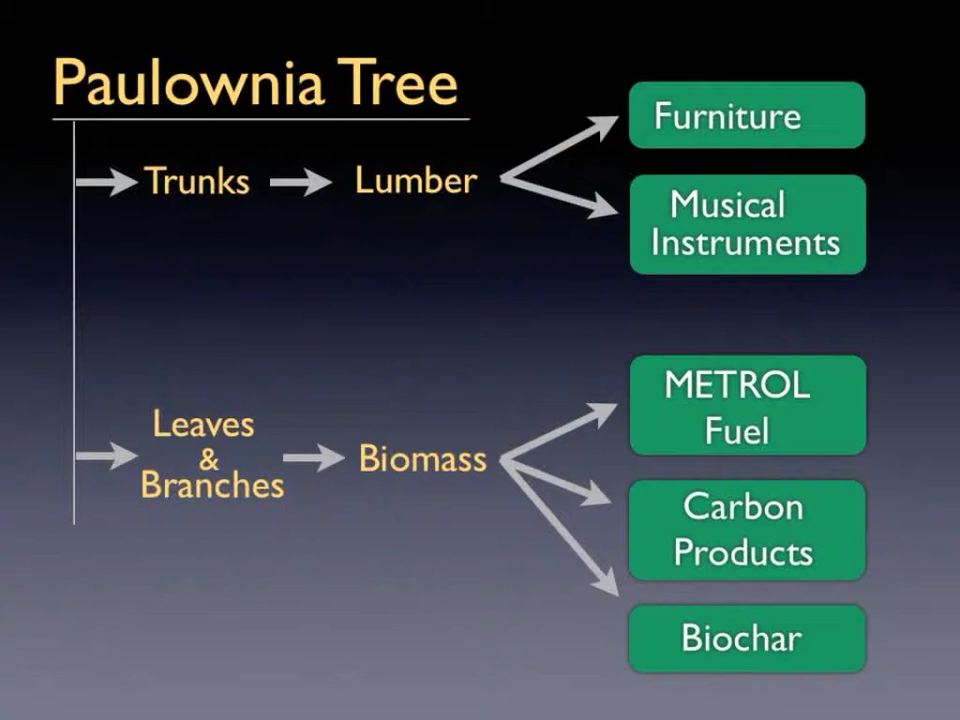 Paulownia Tree
Trunks
Lumber
Furniture
Musical
Instruments
Leaves
&
Branches
Biomass
METROL
Fuel
Carbon
Products
Biochar